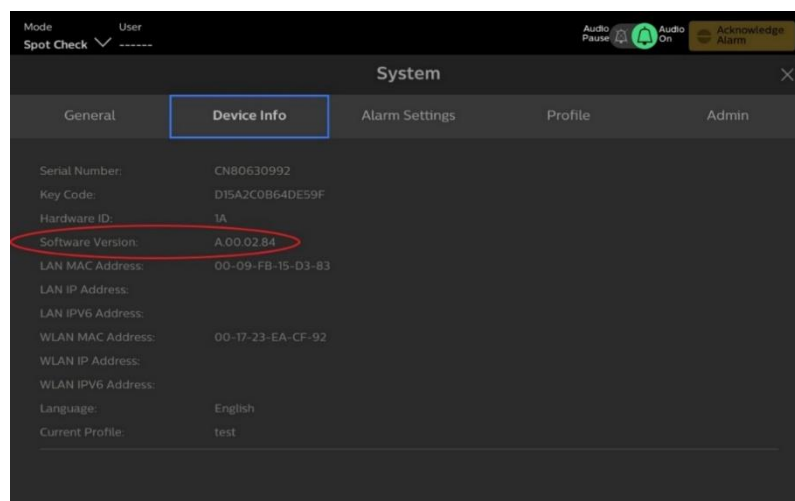 Mode User
Spot Check ------
Audio Pause Audio On Acknowledge Alarm
System
General Device Info Alarm Settings Profile Admin
Serial Number: CN80630992
Key Code: D15A2C0B64DE59F
Hardware ID: 1A
Software Version: A.00.02.84
LAN MAC Address: 00-09-FB-15-D3-83
LAN IP Address:
LAN IPV6 Address:
WLAN MAC Address: 00-17-23-EA-CF-92
WLAN IP Address:
WLAN IPV6 Address:
Language: English
Current Profile: test